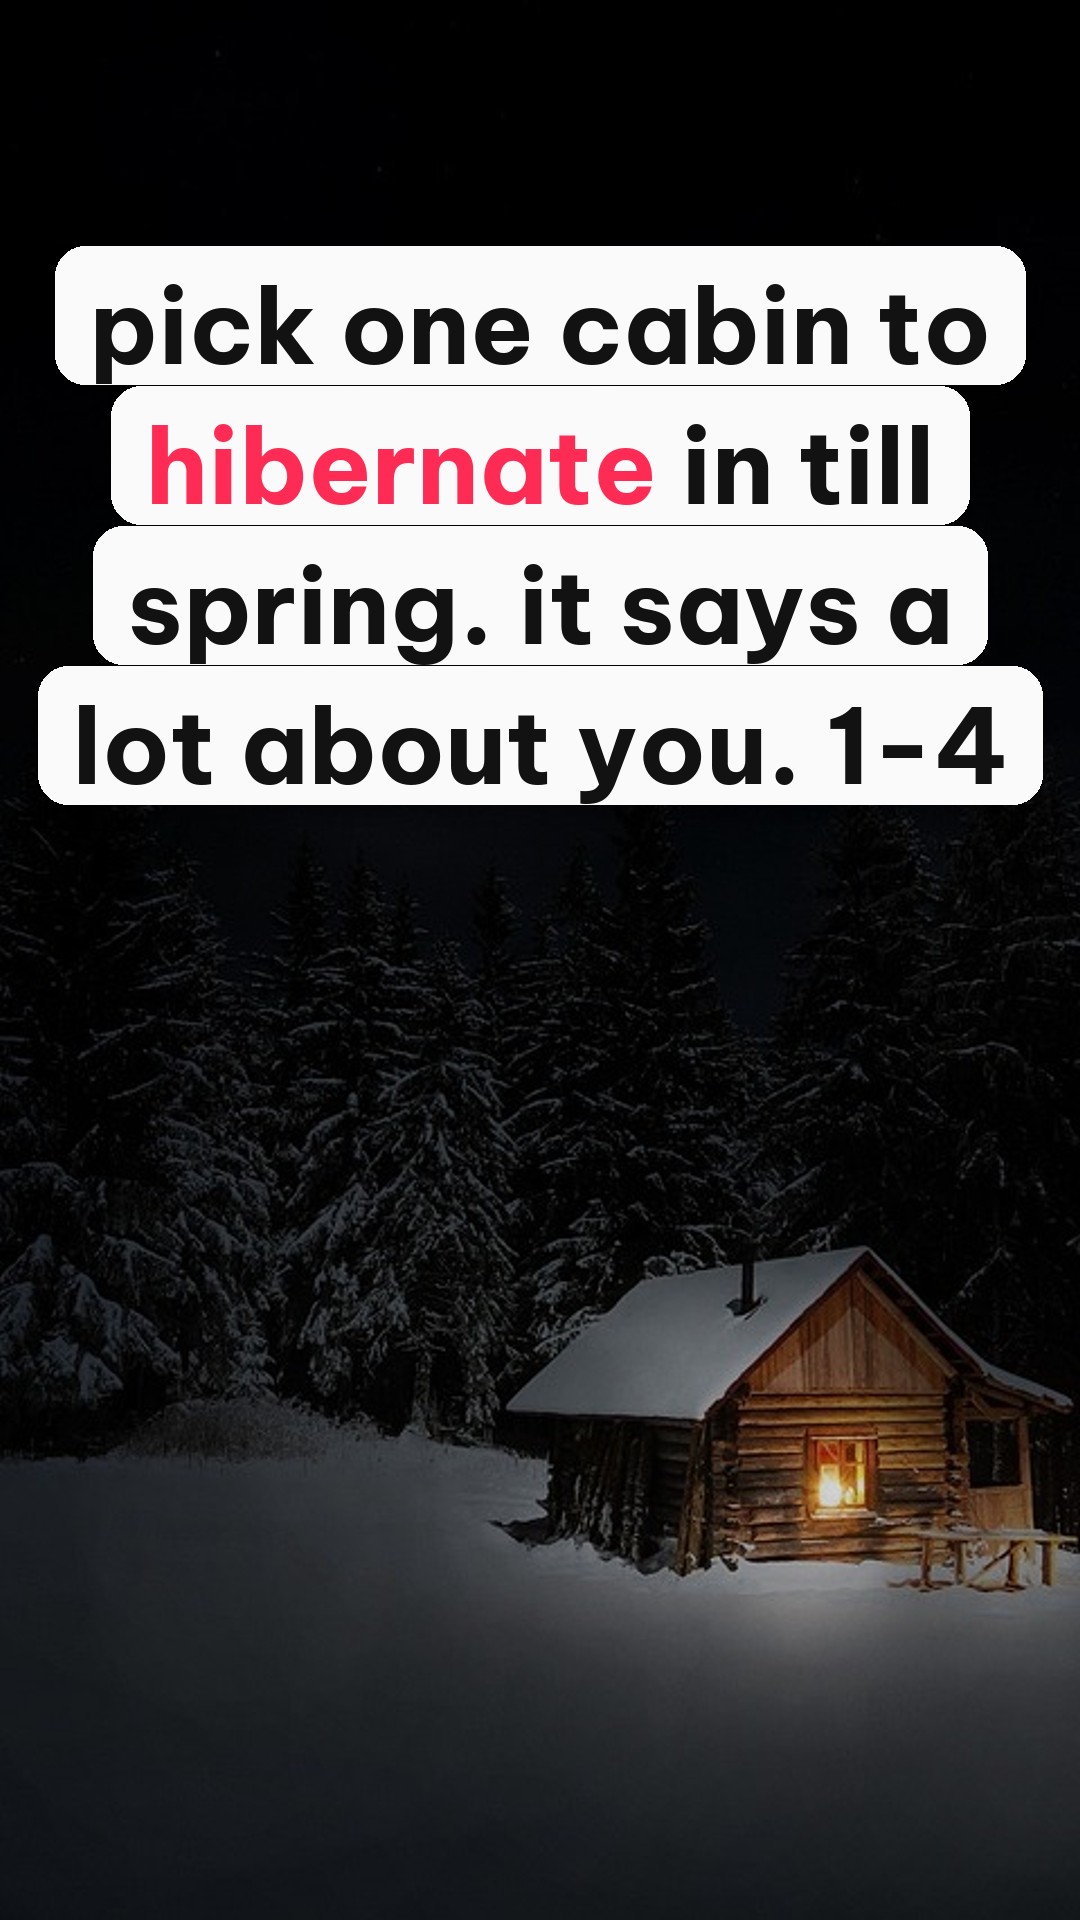 pick one cabin to
hibernate in till
spring. it says a
lot about you. 1-4